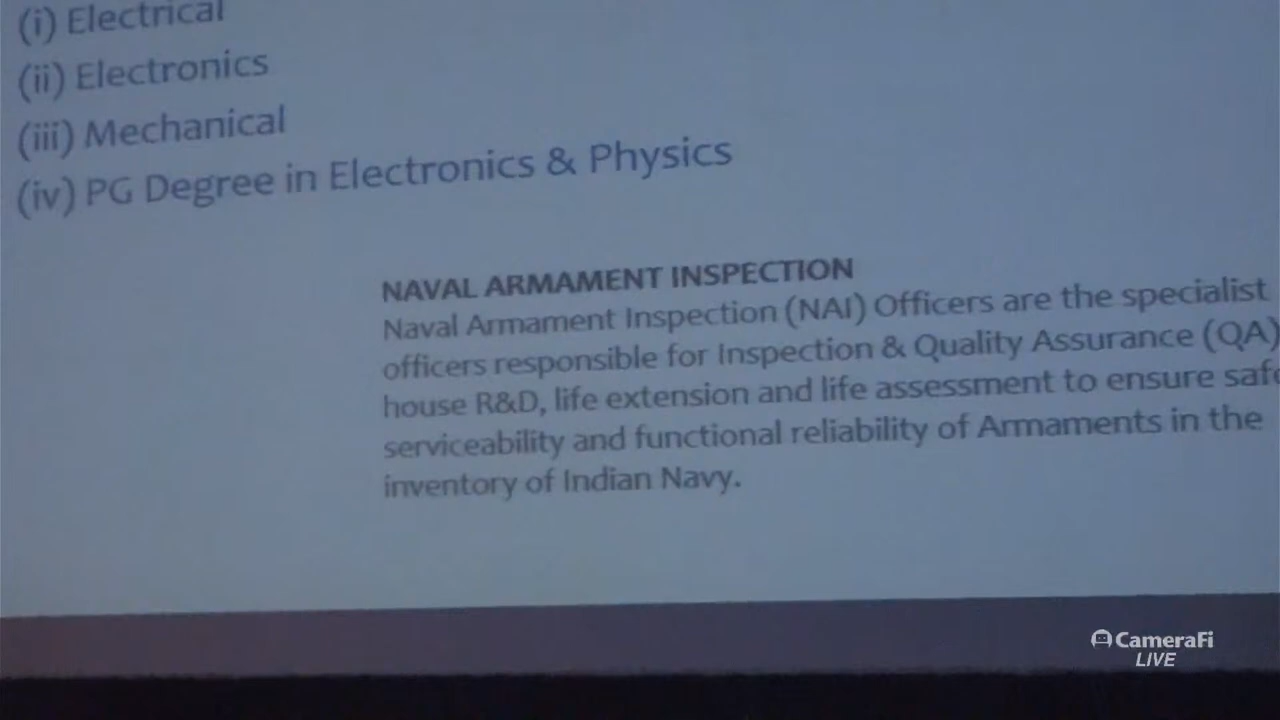 (i) Electrical
(ii) Electronics
(iii) Mechanical
(iv) PG Degree in Electronics & Physics
NAVAL ARMAMENT INSPECTION
Naval Armament Inspection (NAI) Officers are the specialist
officers responsible for Inspection & Quality Assurance (QA)
house R&D, life extension and life assessment to ensure
serviceability and functional reliability of Armaments in the
inventory of Indian Navy.
CameraFi
LIVE